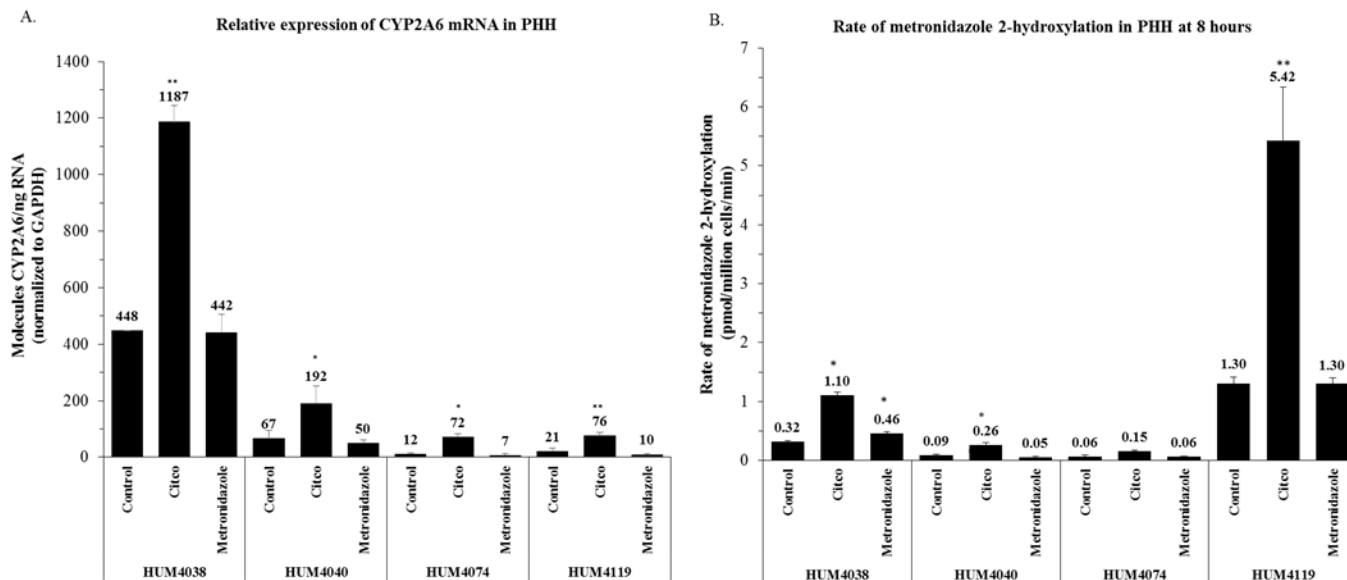 A.
Relative expression of CYP2A6 mRNA in PHH
Molecules CYP2A6/ng RNA
(normalized to GAPDH)
1400
1200
1000
800
600
400
200
0
448
**
1187
442
67
*
192
50
12
*
72
7
21
**
76
10
Control
Citco
Metronidazole
Control
Citco
Metronidazole
Control
Citco
Metronidazole
Control
Citco
Metronidazole
HUM4038
HUM4040
HUM4074
HUM4119
B.
Rate of metronidazole 2-hydroxylation in PHH at 8 hours
Rate of metronidazole 2-hydroxylation
(pmol/million cells/min)
7
6
5
4
3
2
1
0
0.32
*
1.10
*
0.46
0.09
*
0.26
0.05
0.06
0.15
0.06
1.30
**
5.42
1.30
Control
Citco
Metronidazole
Control
Citco
Metronidazole
Control
Citco
Metronidazole
Control
Citco
Metronidazole
HUM4038
HUM4040
HUM4074
HUM4119